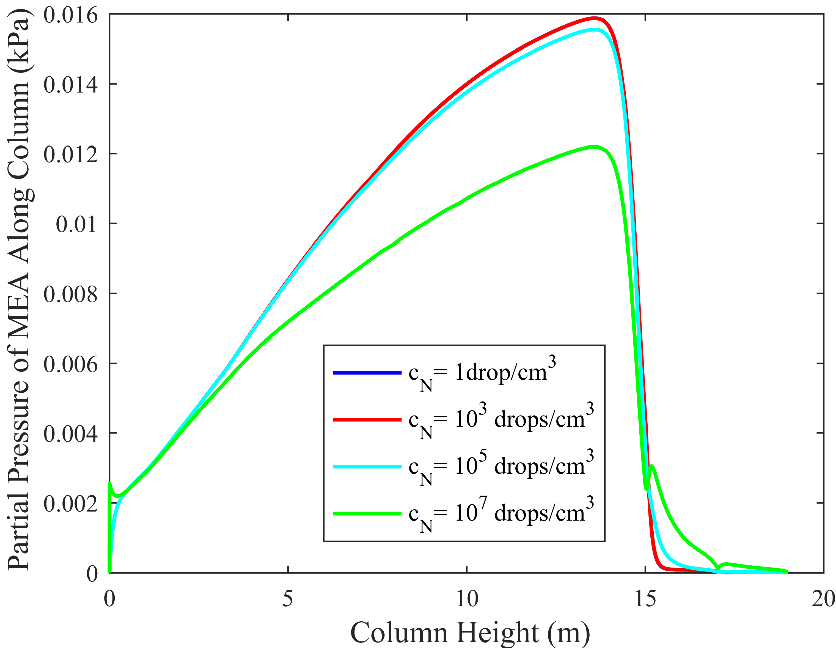 Partial Pressure of MEA Along Column (kPa)
0.016
0.014
0.012
0.01
0.008
0.006
0.004
0.002
0
c_N= 1drop/cm^3
c_N= 10^3 drops/cm^3
c_N= 10^5 drops/cm^3
c_N= 10^7 drops/cm^3
0 5 10 15 20
Column Height (m)